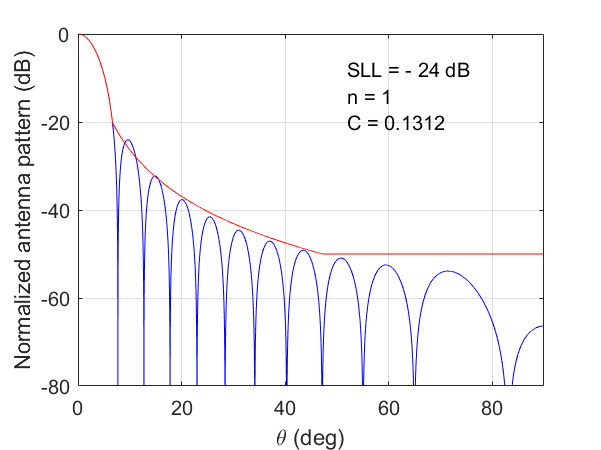 Normalized antenna pattern (dB)
0
-20
-40
-60
-80
SLL = - 24 dB
n = 1
C = 0.1312
0 20 40 60 80
θ (deg)